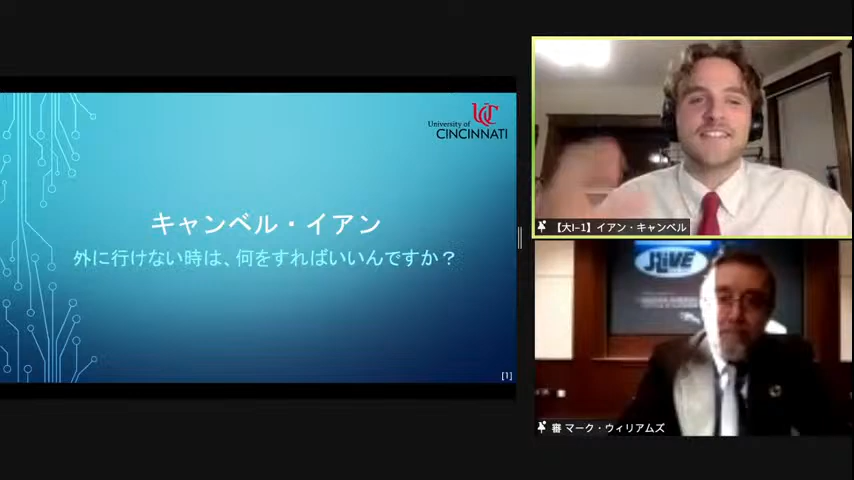 University of
CINCINNATI
キャンベル・イアン
外に行けない時は、何をすればいいんですか？
[1]
【大I-1】イアン・キャンベル
J.LIVE
審 マーク・ウィリアムズ